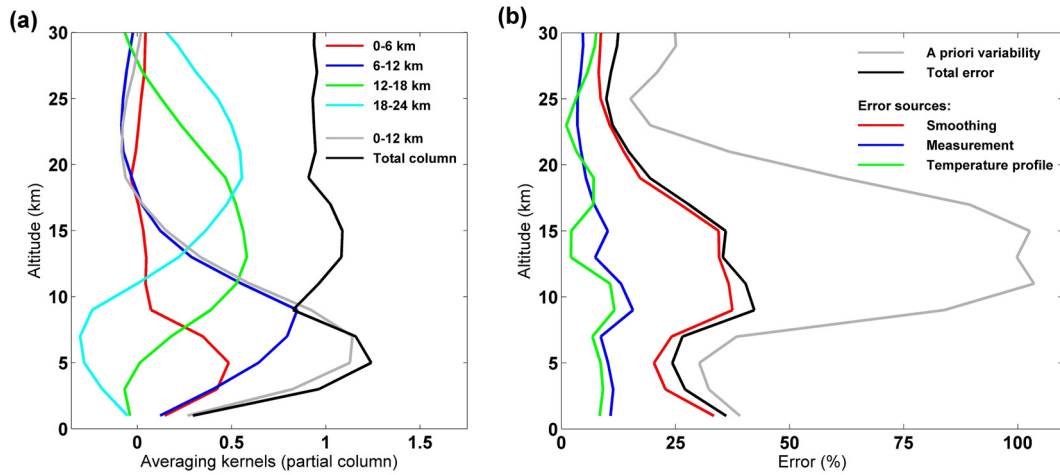 (a)
30
25
20
15
10
5
0
Altitude (km)
0
0.5
1
1.5
Averaging kernels (partial column)
0-6 km
6-12 km
12-18 km
18-24 km
0-12 km
Total column
(b)
30
25
20
15
10
5
0
Altitude (km)
0
25
50
75
100
Error (%)
A priori variability
Total error
Error sources:
Smoothing
Measurement
Temperature profile